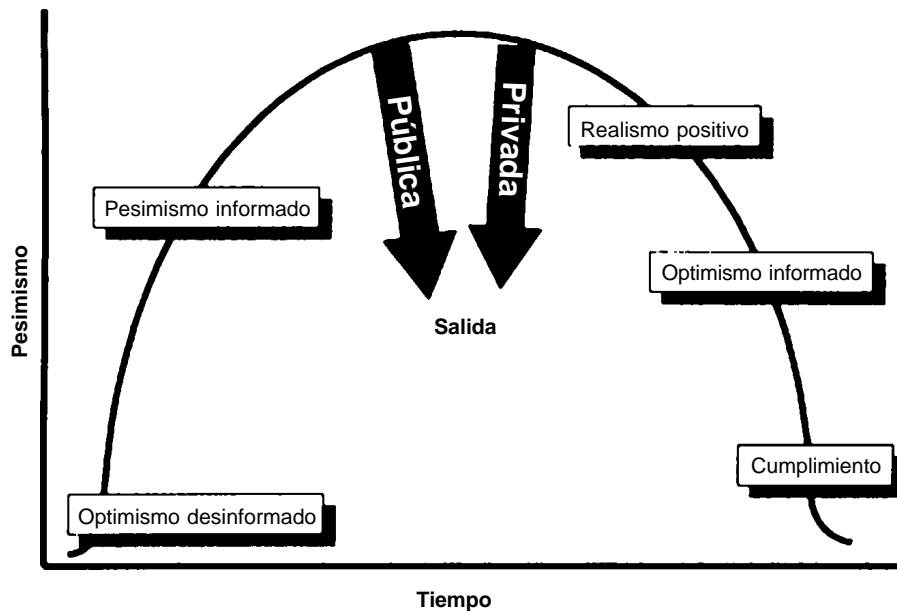 Pública
Privada
Realismo positivo
Pesimismo informado
Optimismo informado
Pesimismo
Salida
Cumplimiento
Optimismo desinformado
Tiempo